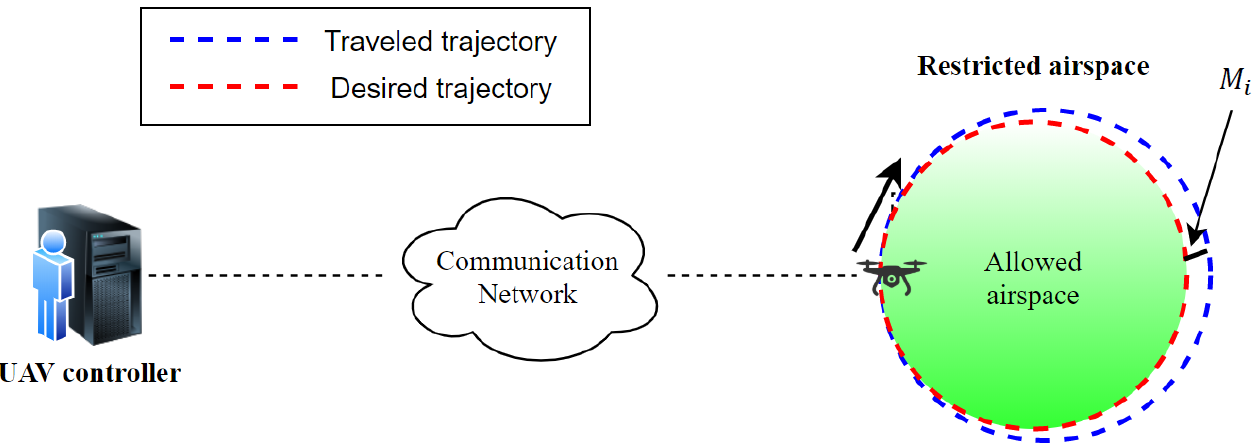 Traveled trajectory
Desired trajectory
Restricted airspace
M_i
Communication
Network
Allowed
airspace
UAV controller